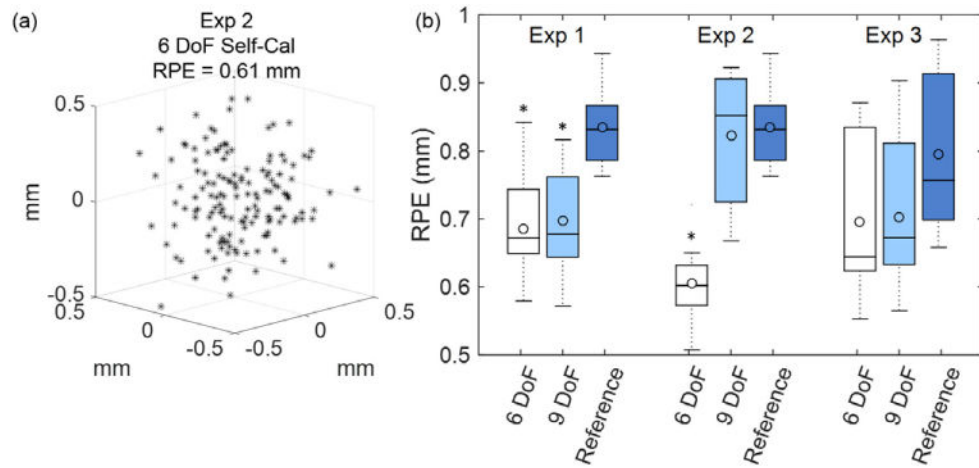 (a)
Exp 2
6 DoF Self-Cal
RPE = 0.61 mm
0.5
0
-0.5
mm
0.5
0
-0.5
mm
-0.5
0
0.5
mm
(b)
Exp 1
Exp 2
Exp 3
1
0.9
0.8
0.7
0.6
0.5
RPE (mm)
*
*
*
6 DoF
9 DoF
Reference
6 DoF
9 DoF
Reference
6 DoF
9 DoF
Reference